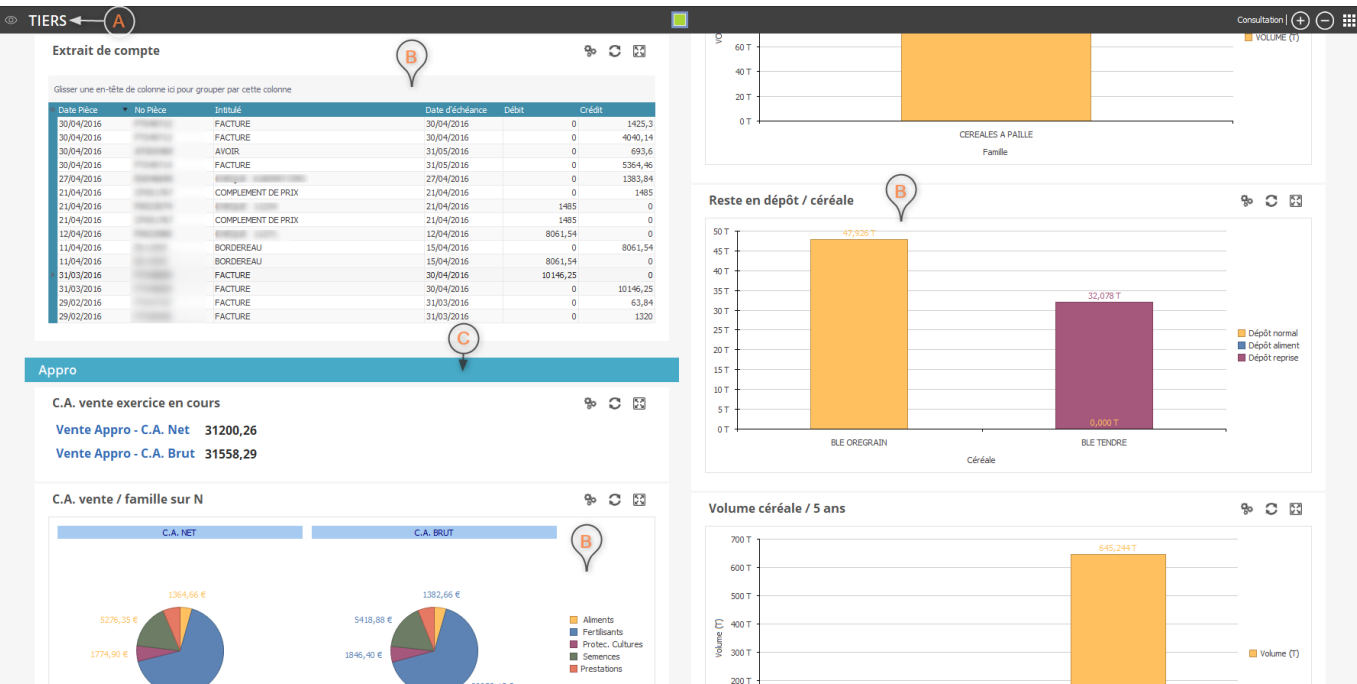 TIERS A Consultation
Extrait de compte B
Glisser une en-tête de colonne ici pour grouper par cette colonne
Date Pièce No Pièce Intitulé Date d'échéance Débit Crédit
30/04/2016 FACTURE 30/04/2016 0 1425,3
30/04/2016 FACTURE 30/04/2016 0 4040,14
30/04/2016 AVOIR 31/05/2016 0 693,6
30/04/2016 FACTURE 31/05/2016 0 5364,46
27/04/2016 27/04/2016 0 1383,84
21/04/2016 COMPLEMENT DE PRIX 21/04/2016 0 1485
21/04/2016 21/04/2016 1485 0
21/04/2016 COMPLEMENT DE PRIX 21/04/2016 1485 0
12/04/2016 12/04/2016 8061,54 0
11/04/2016 BORDEREAU 15/04/2016 0 8061,54
11/04/2016 BORDEREAU 15/04/2016 8061,54 0
31/03/2016 FACTURE 30/04/2016 10146,25 0
31/03/2016 FACTURE 30/04/2016 0 10146,25
29/02/2016 FACTURE 31/03/2016 0 63,84
29/02/2016 FACTURE 31/03/2016 0 1320
C
Appro
C.A. vente exercice en cours
Vente Appro - C.A. Net 31200,26
Vente Appro - C.A. Brut 31558,29
C.A. vente / famille sur N
C.A. NET C.A. BRUT B
1364,66 € 1382,66 €
5276,35 € 5418,88 €
1774,90 € 1846,40 €
Aliments
Fertilisants
Protec. Cultures
Semences
Prestations
VOLUME (T)
60 T
40 T
20 T
0 T
CEREALES A PAILLE
Famille
Reste en dépôt / céréale B
50 T
45 T
40 T
35 T
30 T
25 T
20 T
15 T
10 T
5 T
0 T
47,926 T
32,078 T
0,000 T
BLE OREGRAIN BLE TENDRE
Céréale
Dépôt normal
Dépôt aliment
Dépôt reprise
Volume céréale / 5 ans
700 T
600 T
500 T
400 T
300 T
200 T
Volume (T)
645,244 T
Volume (T)